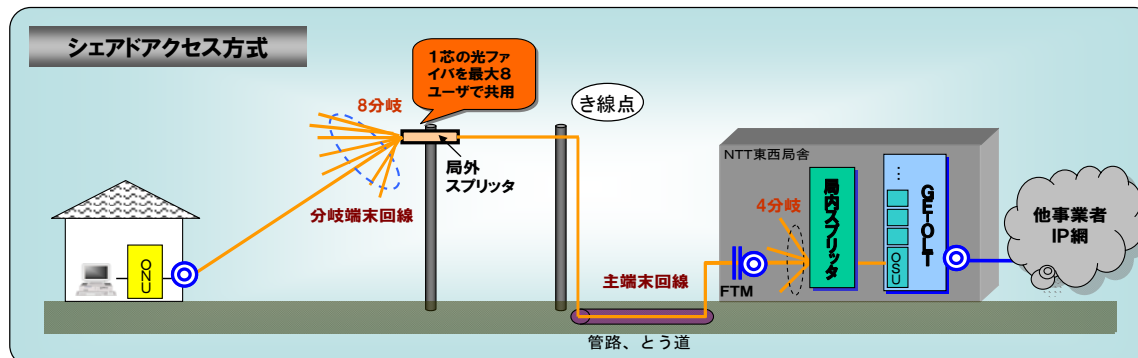 シェアドアクセス方式
1芯の光ファ
イバを最大8
ユーザで共用
8分岐
き線点
局外
スプリッタ
分岐端末回線
ONU
NTT東西局舎
4分岐
局内スプリッタ
⋮
GE-OLT
OSU
他事業者
IP網
主端末回線
FTM
管路、とう道